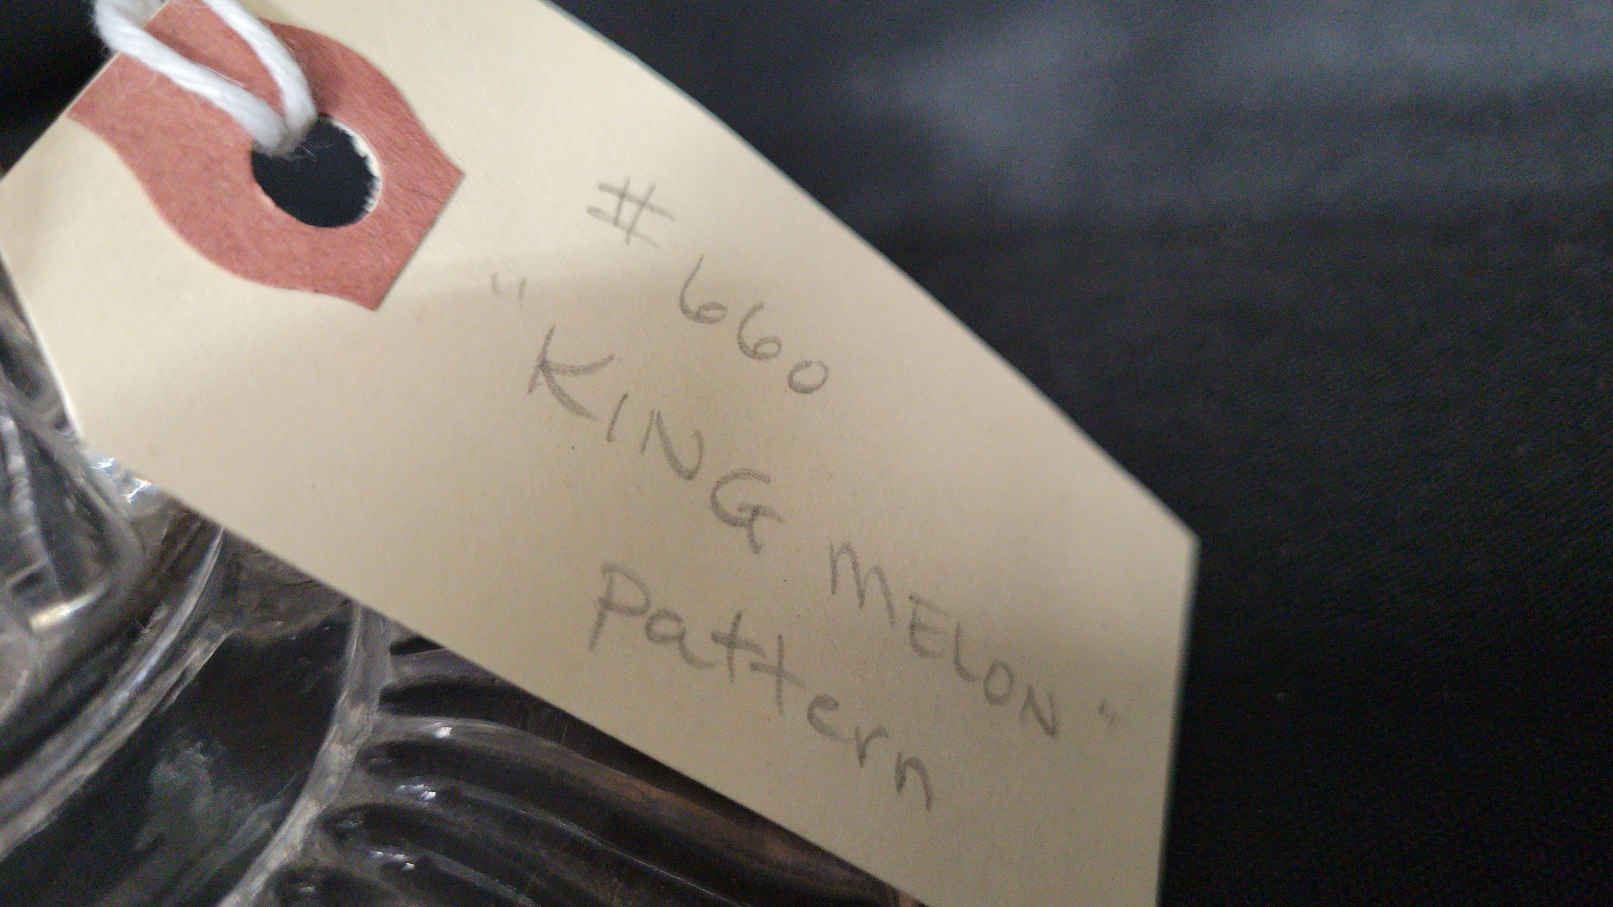 #660
"KING MELON"
Pattern